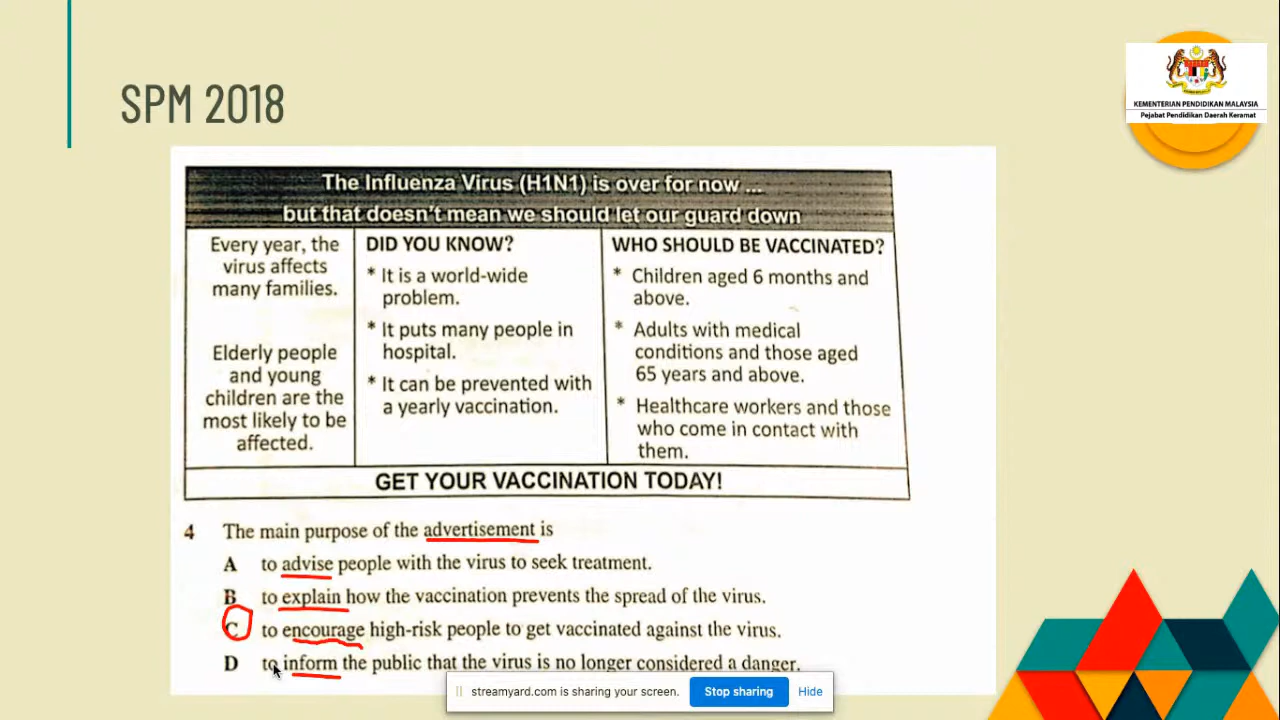 SPM 2018
KEMENTERIAN PENDIDIKAN MALAYSIA
Pejabat Pendidikan Daerah Keramat
The Influenza Virus (H1N1) is over for now ...
but that doesn't mean we should let our guard down
Every year, the
virus affects
many families.
Elderly people
and young
children are the
most likely to be
affected.
DID YOU KNOW?
* It is a world-wide
problem.
* It puts many people in
hospital.
* It can be prevented with
a yearly vaccination.
WHO SHOULD BE VACCINATED?
* Children aged 6 months and
above.
* Adults with medical
conditions and those aged
65 years and above.
* Healthcare workers and those
who come in contact with
them.
GET YOUR VACCINATION TODAY!
4 The main purpose of the advertisement is
A to advise people with the virus to seek treatment.
B to explain how the vaccination prevents the spread of the virus.
C to encourage high-risk people to get vaccinated against the virus.
D to inform the public that the virus is no longer considered a danger.
streamyard.com is sharing your screen.
Stop sharing
Hide